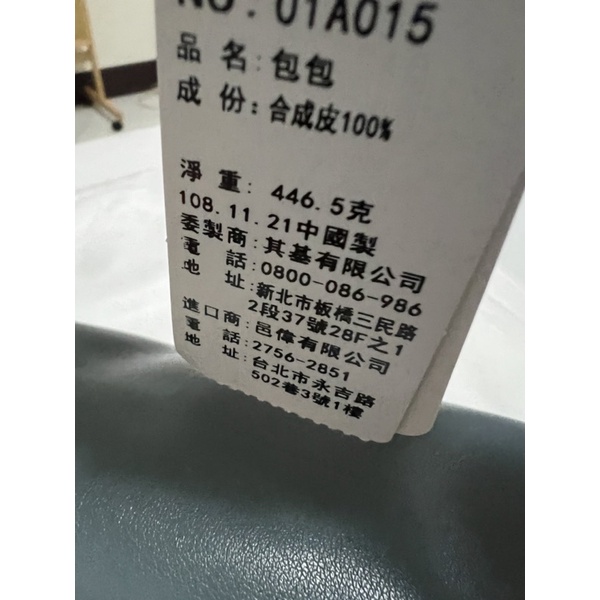 NO: 01A015
品名:包包
成份:合成皮100%
淨重: 446.5克
108.11.21中國製
委製商:其基有限公司
電話:0800-086-986
地址:新北市板橋三民路
2段37號28F之1
進口商:邑偉有限公司
電話:2756-2851
地址:台北市永吉路
502巷3號1樓